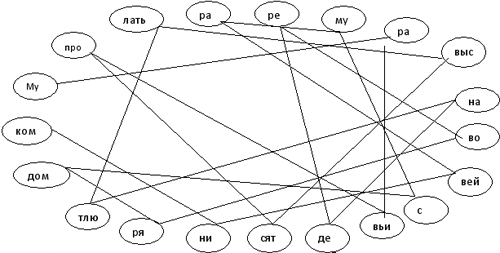 лать
ра
ре
му
ра
про
выс
Му
на
ком
во
дом
вей
тлю
ря
ни
сят
де
вьи
с